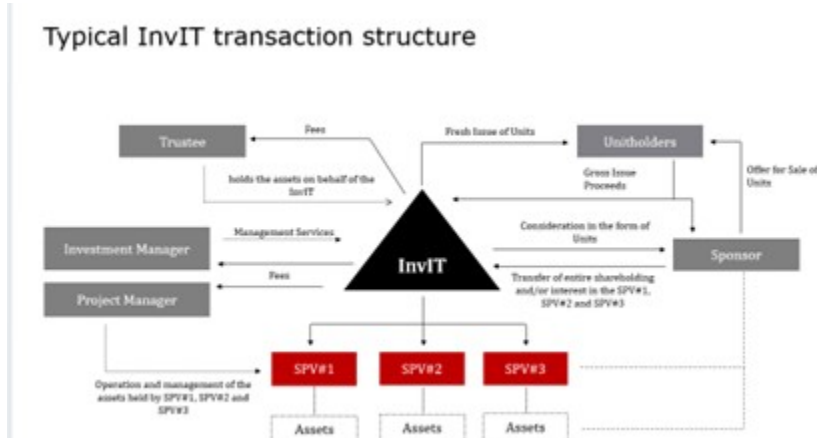 Typical InvIT transaction structure
Fees
Fresh Issue of Units
Trustee
Unitholders
Offer for Sale of
Units
holds the assets on behalf of the
InvIT
Gross Issue
Proceeds
Management Services
Consideration in the form of
Units
Investment Manager
InvIT
Sponsor
Fees
Transfer of entire shareholding
and/or interest in the SPV#1,
SPV#2 and SPV#3
Project Manager
SPV#1
SPV#2
SPV#3
Operation and management of the
assets held by SPV#1, SPV#2 and
SPV#3
Assets
Assets
Assets